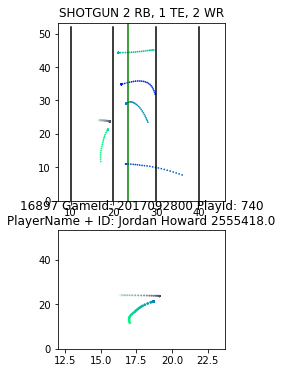 SHOTGUN 2 RB, 1 TE, 2 WR
50
40
30
20
10
0
10 20 30 40
16897 GameId: 2017092800 PlayId: 740
PlayerName + ID: Jordan Howard 2555418.0
40
20
0
12.5 15.0 17.5 20.0 22.5